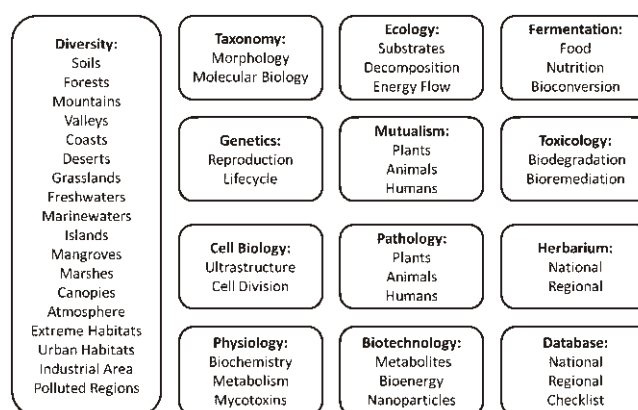 Diversity:
Soils
Forests
Mountains
Valleys
Coasts
Deserts
Grasslands
Freshwaters
Marinewaters
Islands
Mangroves
Marshes
Canopies
Atmosphere
Extreme Habitats
Urban Habitats
Industrial Area
Polluted Regions
Taxonomy:
Morphology
Molecular Biology
Ecology:
Substrates
Decomposition
Energy Flow
Fermentation:
Food
Nutrition
Bioconversion
Genetics:
Reproduction
Lifecycle
Mutualism:
Plants
Animals
Humans
Toxicology:
Biodegradation
Bioremediation
Cell Biology:
Ultrastructure
Cell Division
Pathology:
Plants
Animals
Humans
Herbarium:
National
Regional
Physiology:
Biochemistry
Metabolism
Mycotoxins
Biotechnology:
Metabolites
Bioenergy
Nanoparticles
Database:
National
Regional
Checklist